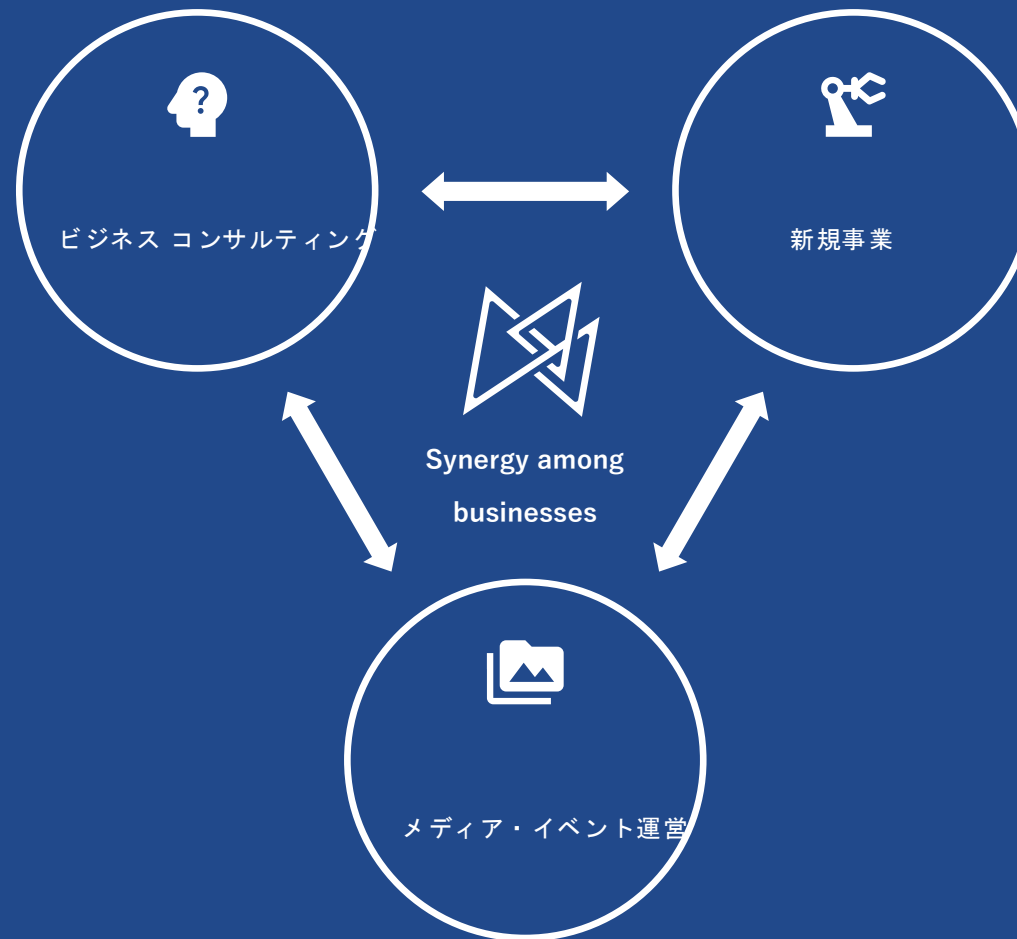 ?
ビジネス コンサルティング
新規事業
Synergy among
businesses
メディア・イベント運営